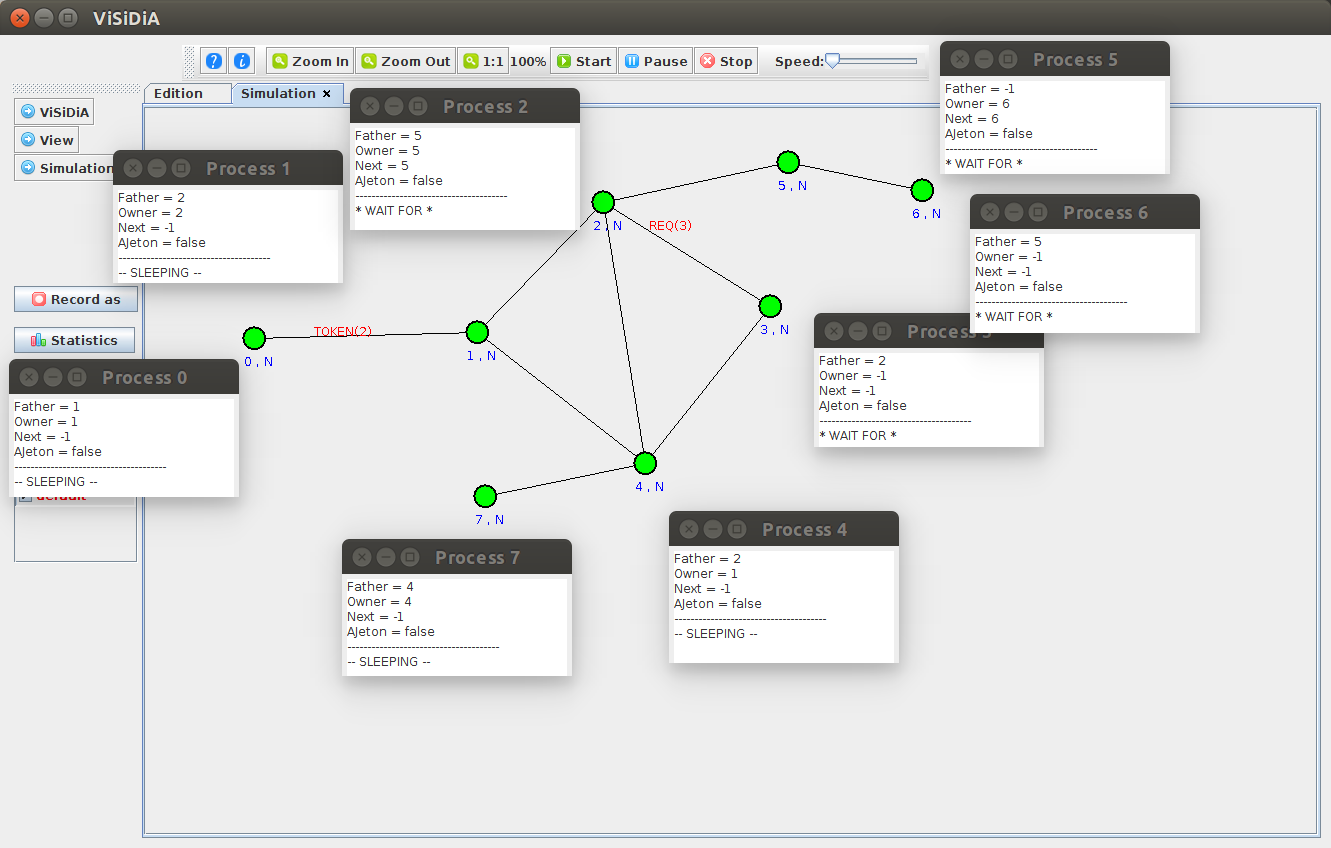 ViSiDiA
? i Zoom In Zoom Out 1:1 100% Start Pause Stop Speed:
Edition Simulation ×
ViSiDiA
View
Simulation
Record as
Statistics
default
Process 5
Father = -1
Owner = 6
Next = 6
AJeton = false
--------------------------------------
* WAIT FOR *
Process 2
Father = 5
Owner = 5
Next = 5
AJeton = false
--------------------------------------
* WAIT FOR *
Process 1
Father = 2
Owner = 2
Next = -1
AJeton = false
--------------------------------------
-- SLEEPING --
Process 6
Father = 5
Owner = -1
Next = -1
AJeton = false
--------------------------------------
* WAIT FOR *
Process 3
Father = 2
Owner = -1
Next = -1
AJeton = false
--------------------------------------
* WAIT FOR *
Process 0
Father = 1
Owner = 1
Next = -1
AJeton = false
--------------------------------------
-- SLEEPING --
Process 4
Father = 2
Owner = 1
Next = -1
AJeton = false
--------------------------------------
-- SLEEPING --
Process 7
Father = 4
Owner = 4
Next = -1
AJeton = false
--------------------------------------
-- SLEEPING --
5 , N
6 , N
2 , N
REQ(3)
3 , N
TOKEN(2)
0 , N
1 , N
4 , N
7 , N